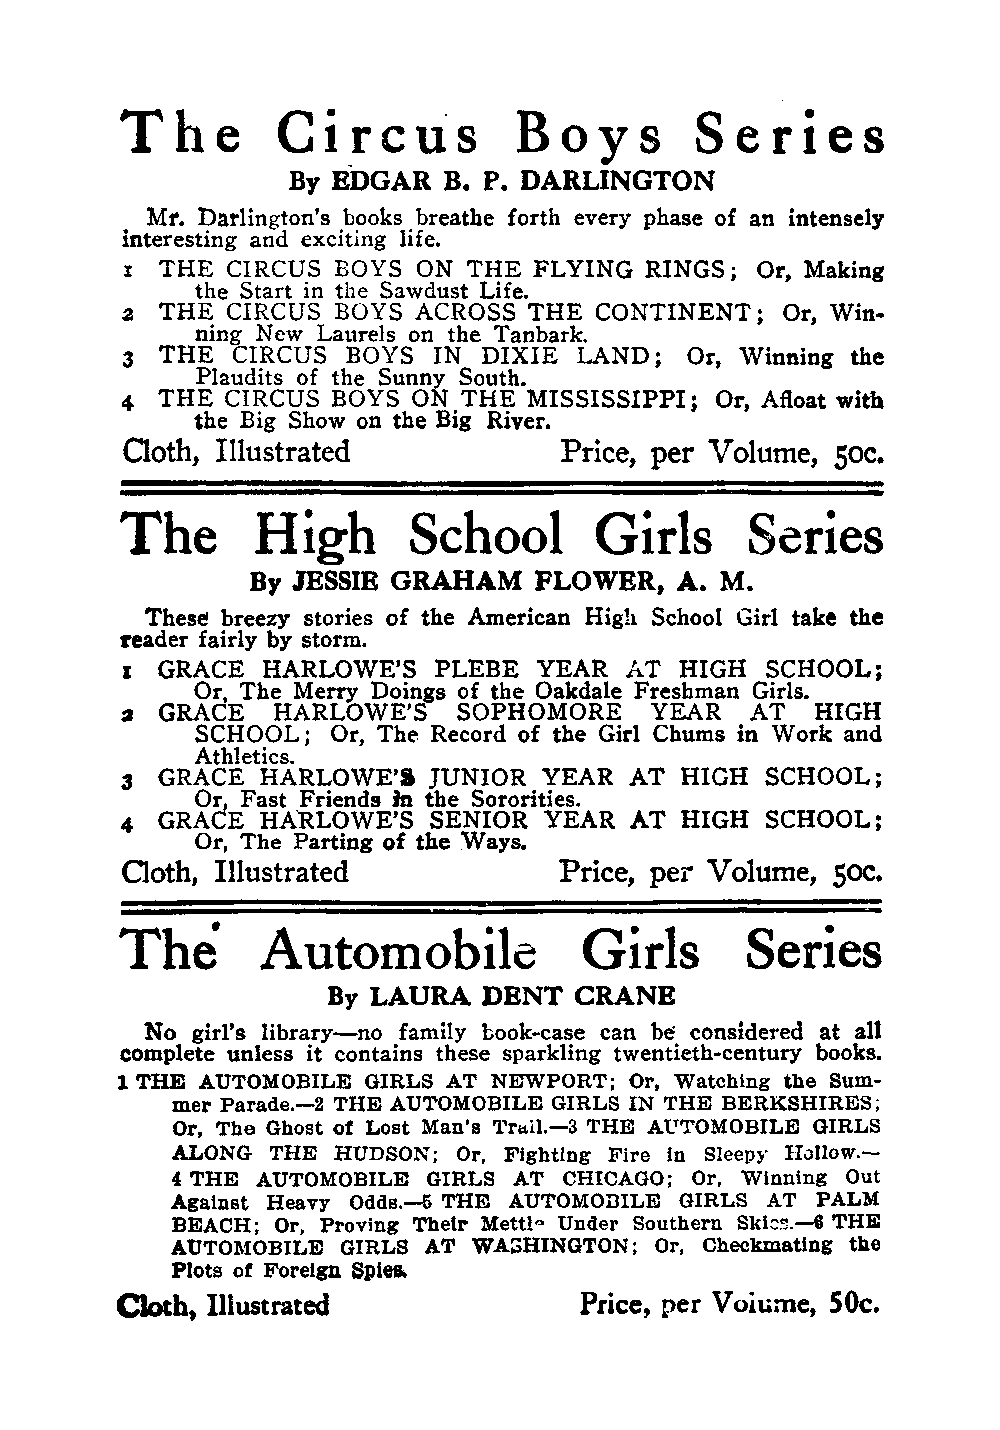 The Circus Boys Series
By EDGAR B. P. DARLINGTON
Mr. Darlington's books breathe forth every phase of an intensely
interesting and exciting life.
1 THE CIRCUS BOYS ON THE FLYING RINGS; Or, Making
the Start in the Sawdust Life.
2 THE CIRCUS BOYS ACROSS THE CONTINENT; Or, Win-
ning New Laurels on the Tanbark.
3 THE CIRCUS BOYS IN DIXIE LAND; Or, Winning the
Plaudits of the Sunny South.
4 THE CIRCUS BOYS ON THE MISSISSIPPI; Or, Afloat with
the Big Show on the Big River.
Cloth, Illustrated Price, per Volume, 50c.
The High School Girls Series
By JESSIE GRAHAM FLOWER, A. M.
These breezy stories of the American High School Girl take the
reader fairly by storm.
1 GRACE HARLOWE'S PLEBE YEAR AT HIGH SCHOOL;
Or, The Merry Doings of the Oakdale Freshman Girls.
2 GRACE HARLOWE'S SOPHOMORE YEAR AT HIGH
SCHOOL; Or, The Record of the Girl Chums in Work and
Athletics.
3 GRACE HARLOWE'S JUNIOR YEAR AT HIGH SCHOOL;
Or, Fast Friends in the Sororities.
4 GRACE HARLOWE'S SENIOR YEAR AT HIGH SCHOOL;
Or, The Parting of the Ways.
Cloth, Illustrated Price, per Volume, 50c.
The Automobile Girls Series
By LAURA DENT CRANE
No girl's library—no family book-case can be considered at all
complete unless it contains these sparkling twentieth-century books.
1 THE AUTOMOBILE GIRLS AT NEWPORT; Or, Watching the Sum-
mer Parade.—2 THE AUTOMOBILE GIRLS IN THE BERKSHIRES;
Or, The Ghost of Lost Man's Trail.—3 THE AUTOMOBILE GIRLS
ALONG THE HUDSON; Or, Fighting Fire in Sleepy Hollow.—
4 THE AUTOMOBILE GIRLS AT CHICAGO; Or, Winning Out
Against Heavy Odds.—5 THE AUTOMOBILE GIRLS AT PALM
BEACH; Or, Proving Their Mettle Under Southern Skies.—6 THE
AUTOMOBILE GIRLS AT WASHINGTON; Or, Checkmating the
Plots of Foreign Spies.
Cloth, Illustrated Price, per Volume, 50c.